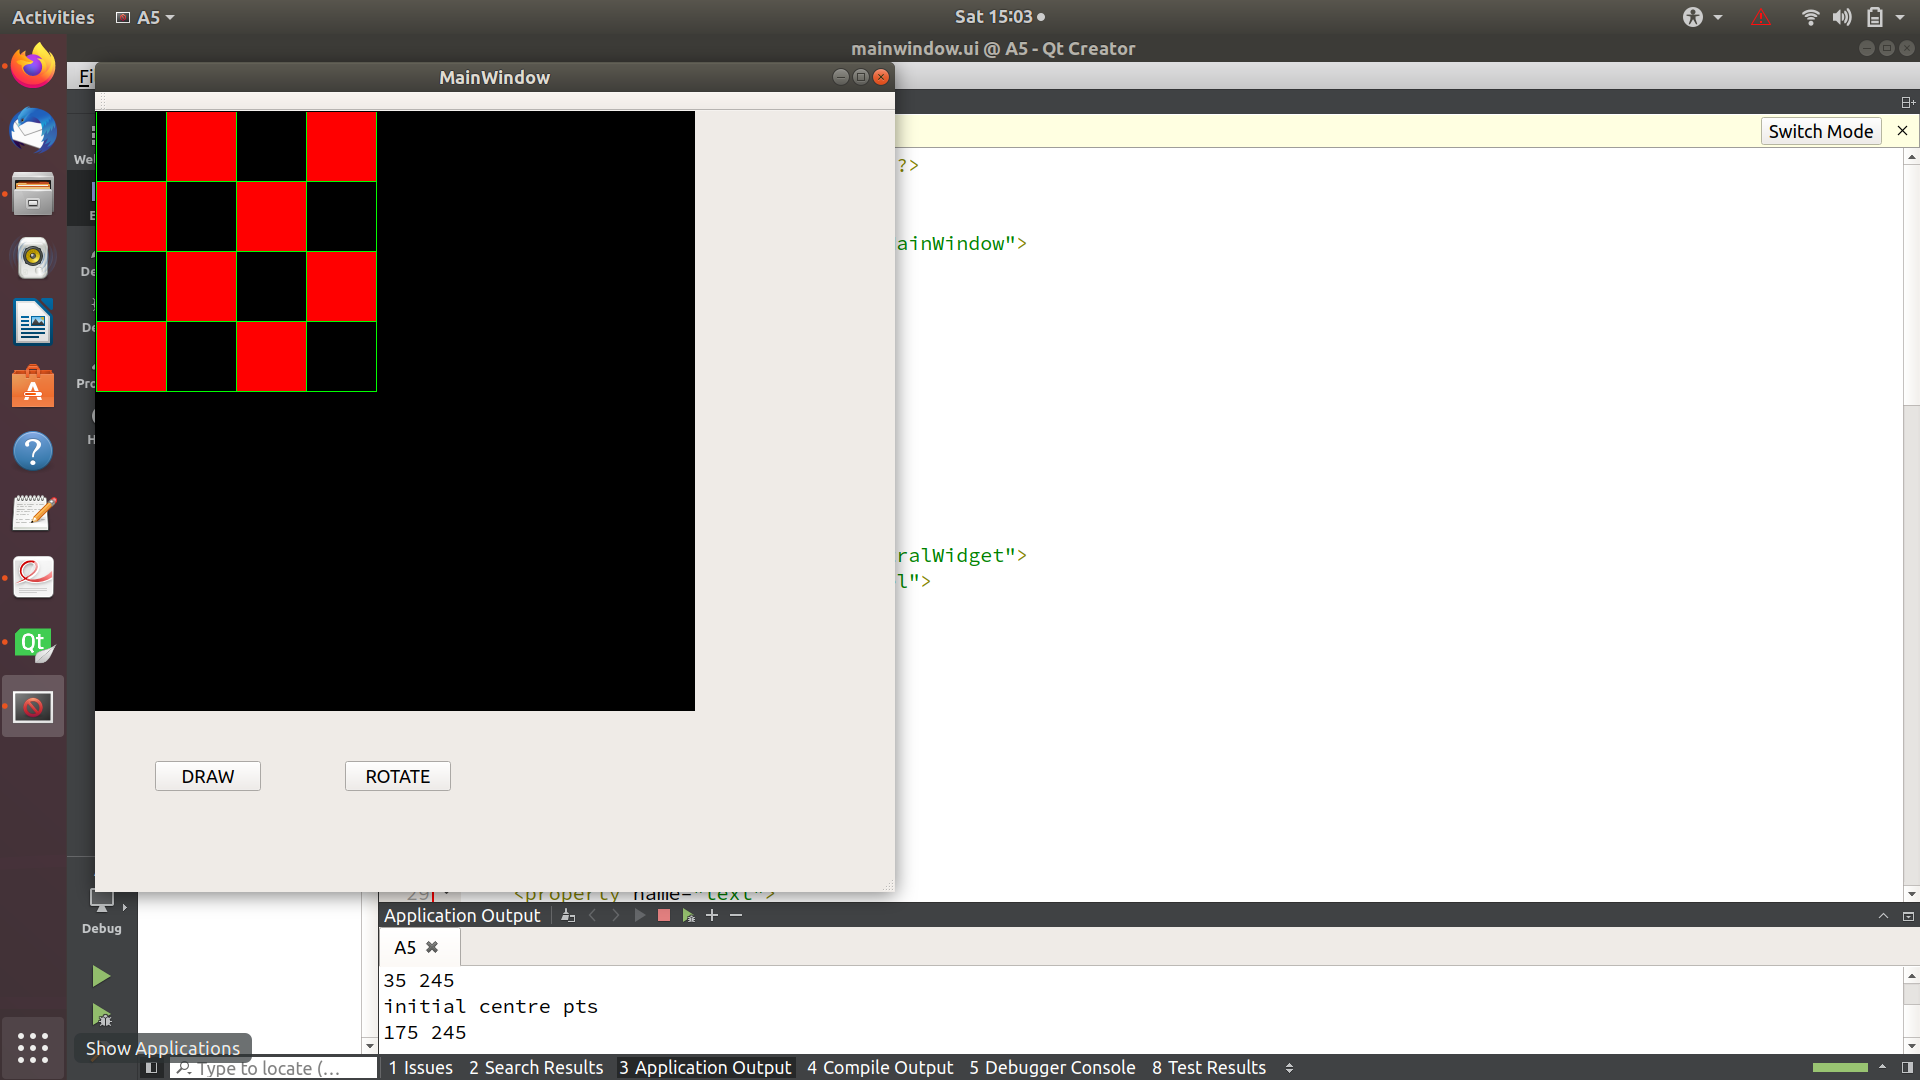 Activities
A5
Sat 15:03
mainwindow.ui @ A5 - Qt Creator
Fi
MainWindow
Switch Mode
?>
Wel
ainWindow">
De
De
Pro
H
ralWidget">
l">
DRAW
ROTATE
29 <property name="text">
Application Output
Debug
A5
35 245
initial centre pts
175 245
Show Applications
Type to locate (...
1 Issues 2 Search Results 3 Application Output 4 Compile Output 5 Debugger Console 8 Test Results